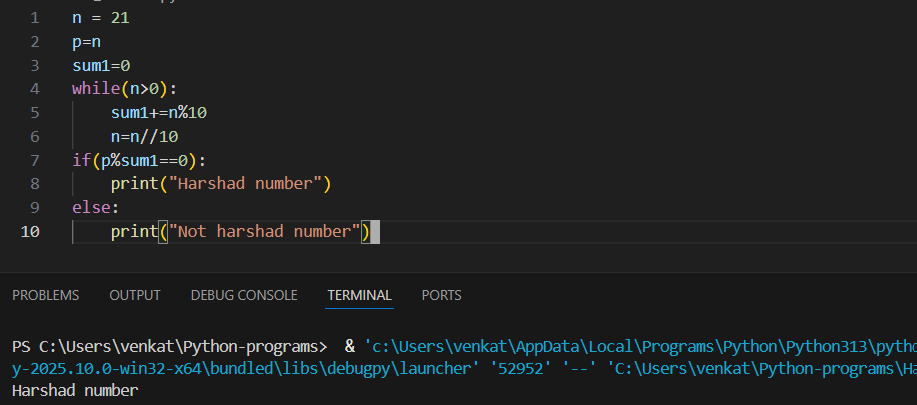 1 n = 21
2 p=n
3 sum1=0
4 while(n>0):
5     sum1+=n%10
6     n=n//10
7 if(p%sum1==0):
8     print("Harshad number")
9 else:
10     print("Not harshad number")
PROBLEMS OUTPUT DEBUG CONSOLE TERMINAL PORTS
PS C:\Users\venkat\Python-programs>  & 'c:\Users\venkat\AppData\Local\Programs\Python\Python313\pytho
y-2025.10.0-win32-x64\bundled\libs\debugpy\launcher' '52952' '--' 'C:\Users\venkat\Python-programs\Ha
Harshad number